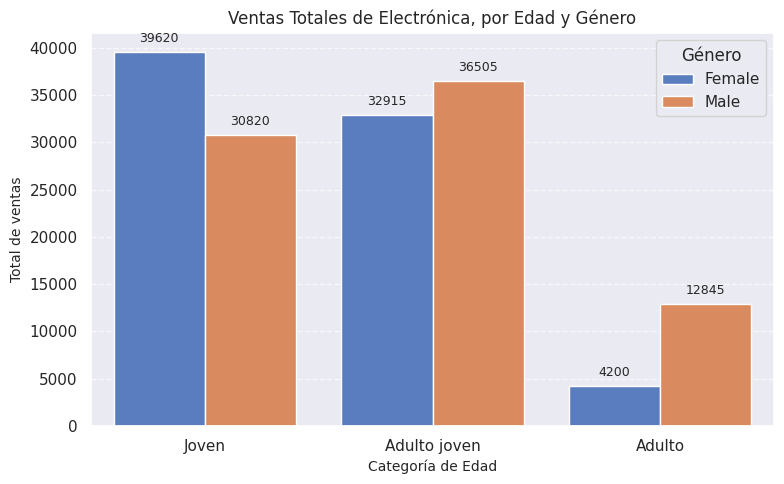 Ventas Totales de Electrónica, por Edad y Género
Género
Female
Male
Total de ventas
40000
35000
30000
25000
20000
15000
10000
5000
0
39620
30820
32915
36505
4200
12845
Joven
Adulto joven
Adulto
Categoría de Edad